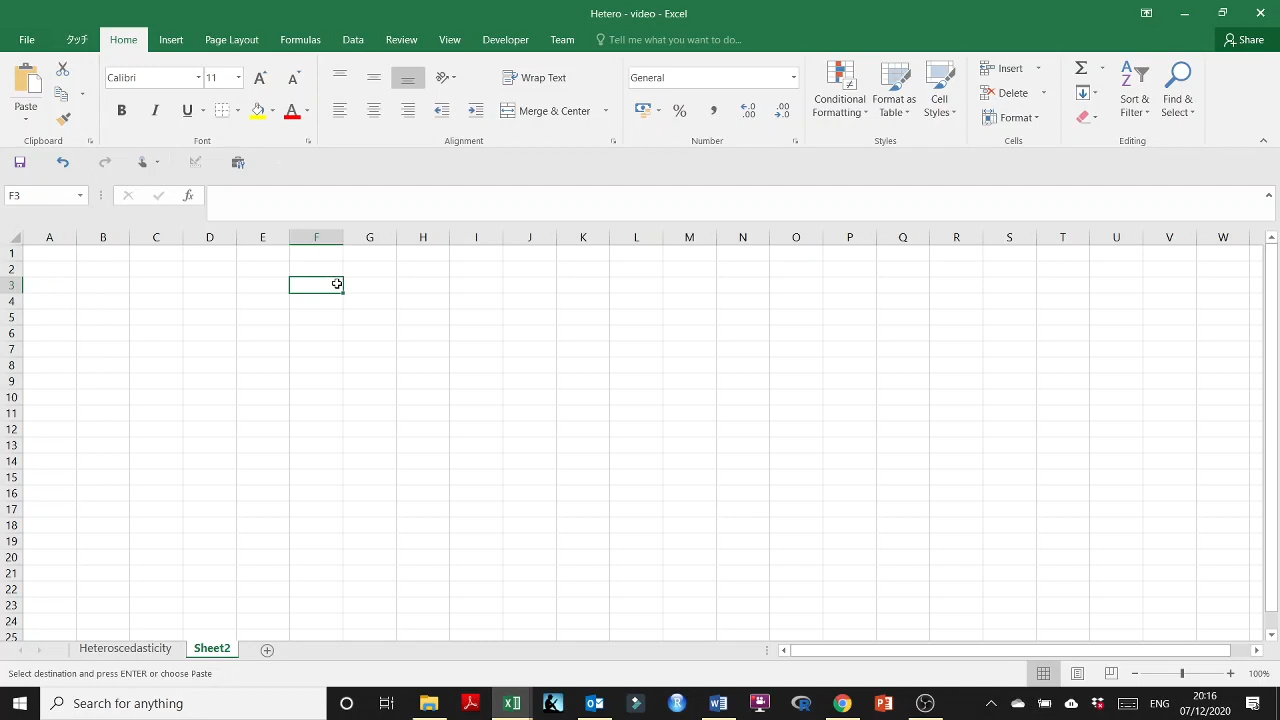 Hetero - video - Excel
File タッチ Home Insert Page Layout Formulas Data Review View Developer Team Tell me what you want to do... Share
Calibri 11 Wrap Text General Insert
Paste Conditional Format as Cell Delete Sort & Find &
B I U Merge & Center % Formatting Table Styles Format Filter Select
Clipboard Font Alignment Number Styles Cells Editing
F3 fx
A B C D E F G H I J K L M N O P Q R S T U V W
1
2
3
4
5
6
7
8
9
10
11
12
13
14
15
16
17
18
19
20
21
22
23
24
25
Heteroscedasticity Sheet2
Select destination and press ENTER or choose Paste 100%
Search for anything ENG 20:16
07/12/2020